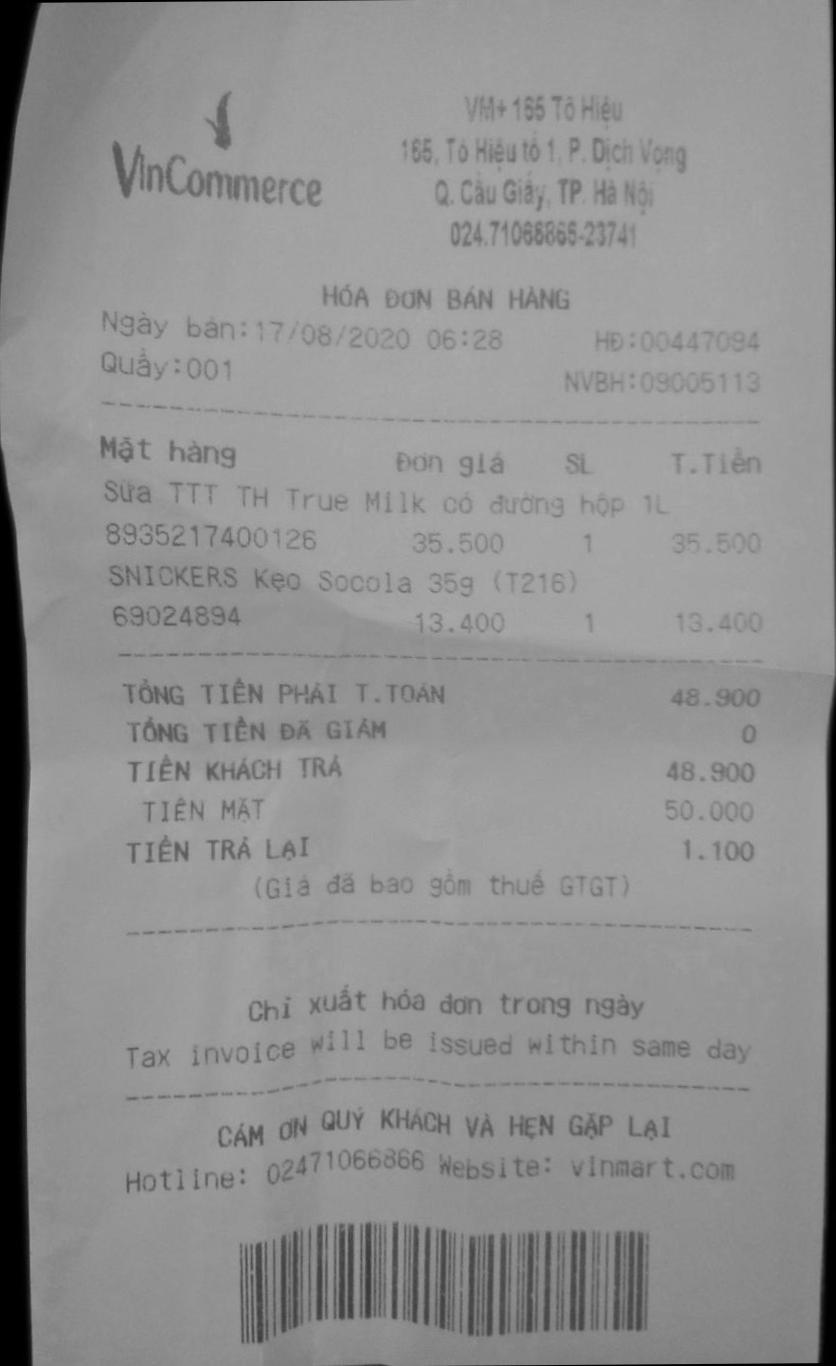 VinCommerce
VM+ 165 Tô Hiệu
165, Tô Hiệu tổ 1, P. Dịch Vọng
Q. Cầu Giấy, TP. Hà Nội
024.71066866-23741
HÓA ĐƠN BÁN HÀNG
Ngày bán:17/08/2020 06:28 HĐ:00447094
Quầy:001 NVBH:09005113
Mặt hàng Đơn giá SL T.Tiền
Sữa TTT TH True Milk có đường hộp 1L
8935217400126 35.500 1 35.500
SNICKERS Kẹo Socola 35g (T216)
69024894 13.400 1 13.400
TỔNG TIỀN PHẢI T.TOÁN 48.900
TỔNG TIỀN ĐÃ GIẢM 0
TIỀN KHÁCH TRẢ 48.900
TIỀN MẶT 50.000
TIỀN TRẢ LẠI 1.100
(Giá đã bao gồm thuế GTGT)
Chỉ xuất hóa đơn trong ngày
Tax invoice will be issued within same day
CẢM ƠN QUÝ KHÁCH VÀ HẸN GẶP LẠI
Hotline: 02471066866 Website: vinmart.com